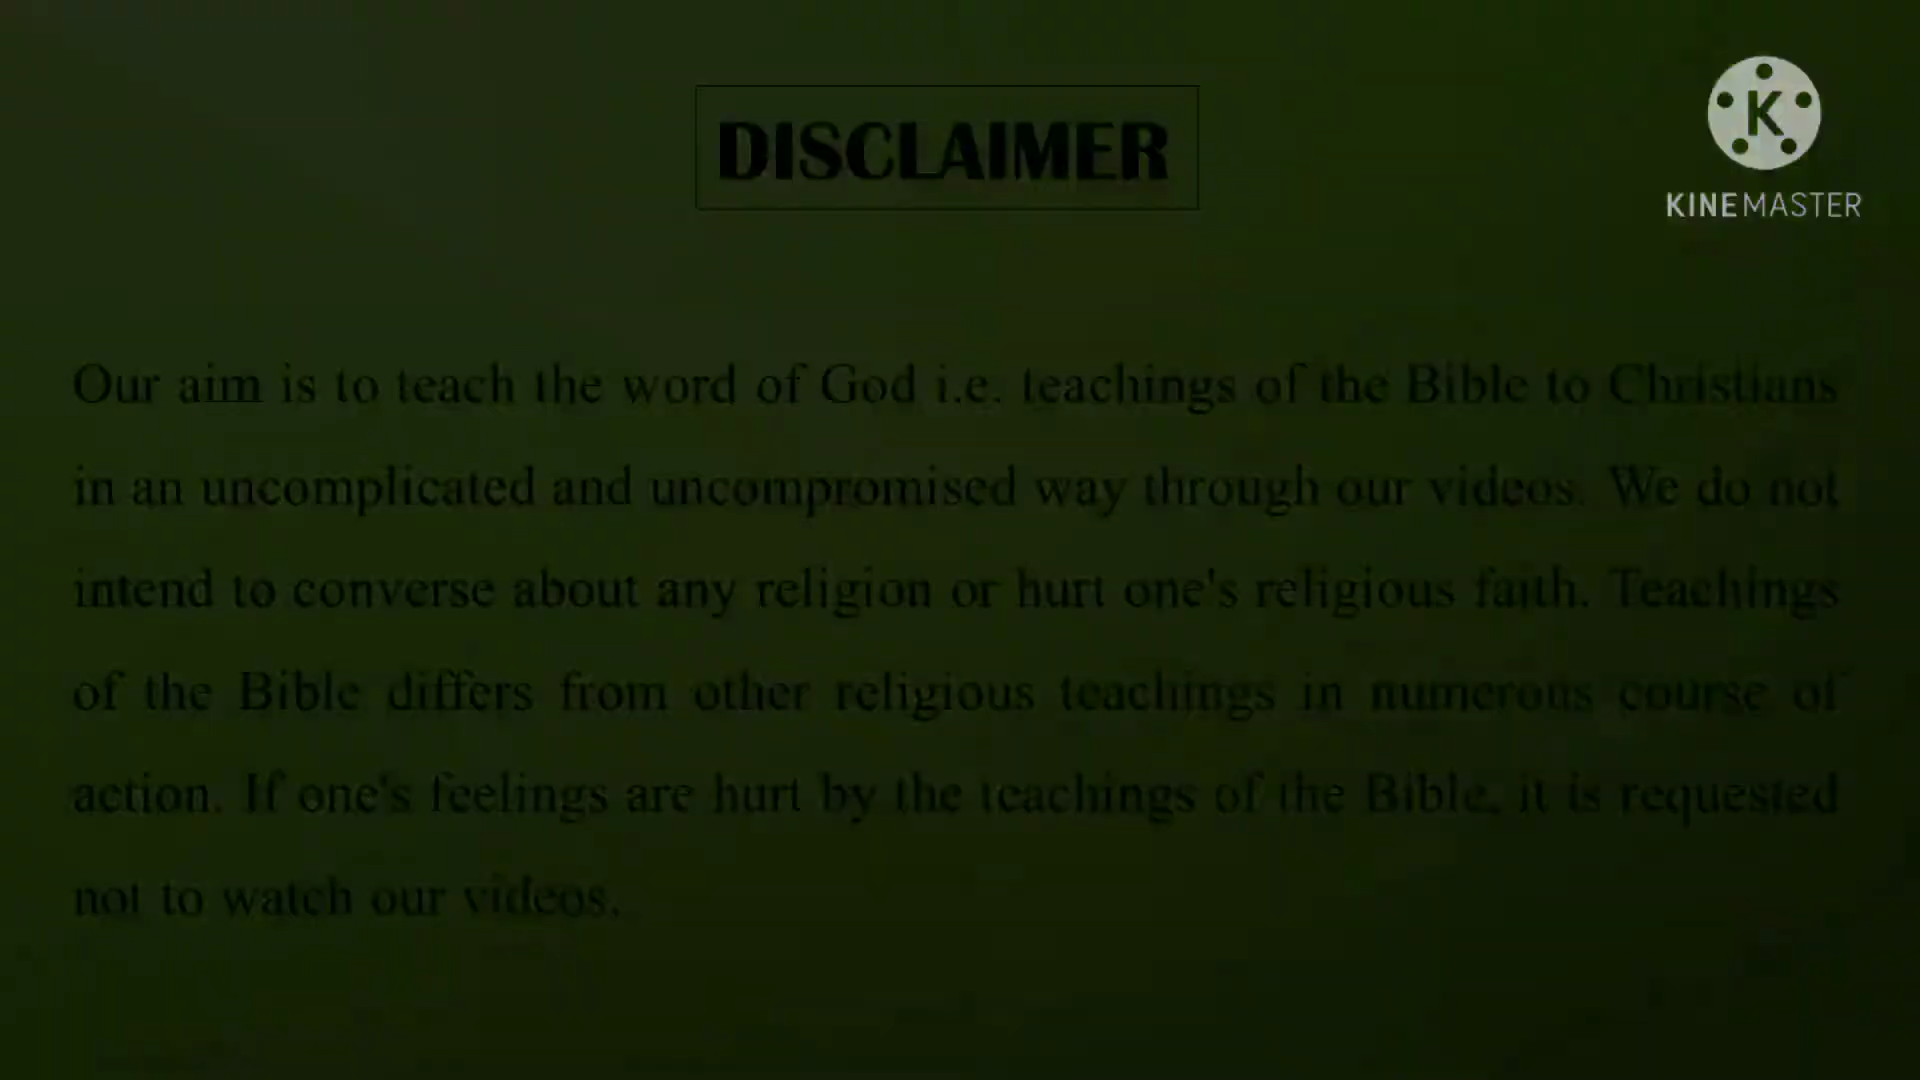 DISCLAIMER
KINEMASTER
Our aim is to teach the word of God i.e. teachings of the Bible to Christians
in an uncomplicated and uncompromised way through our videos. We do not
intend to converse about any religion or hurt one's religious faith. Teachings
of the Bible differs from other religious teachings in numerous course of
action. If one's feelings are hurt by the teachings of the Bible, it is requested
not to watch our videos.